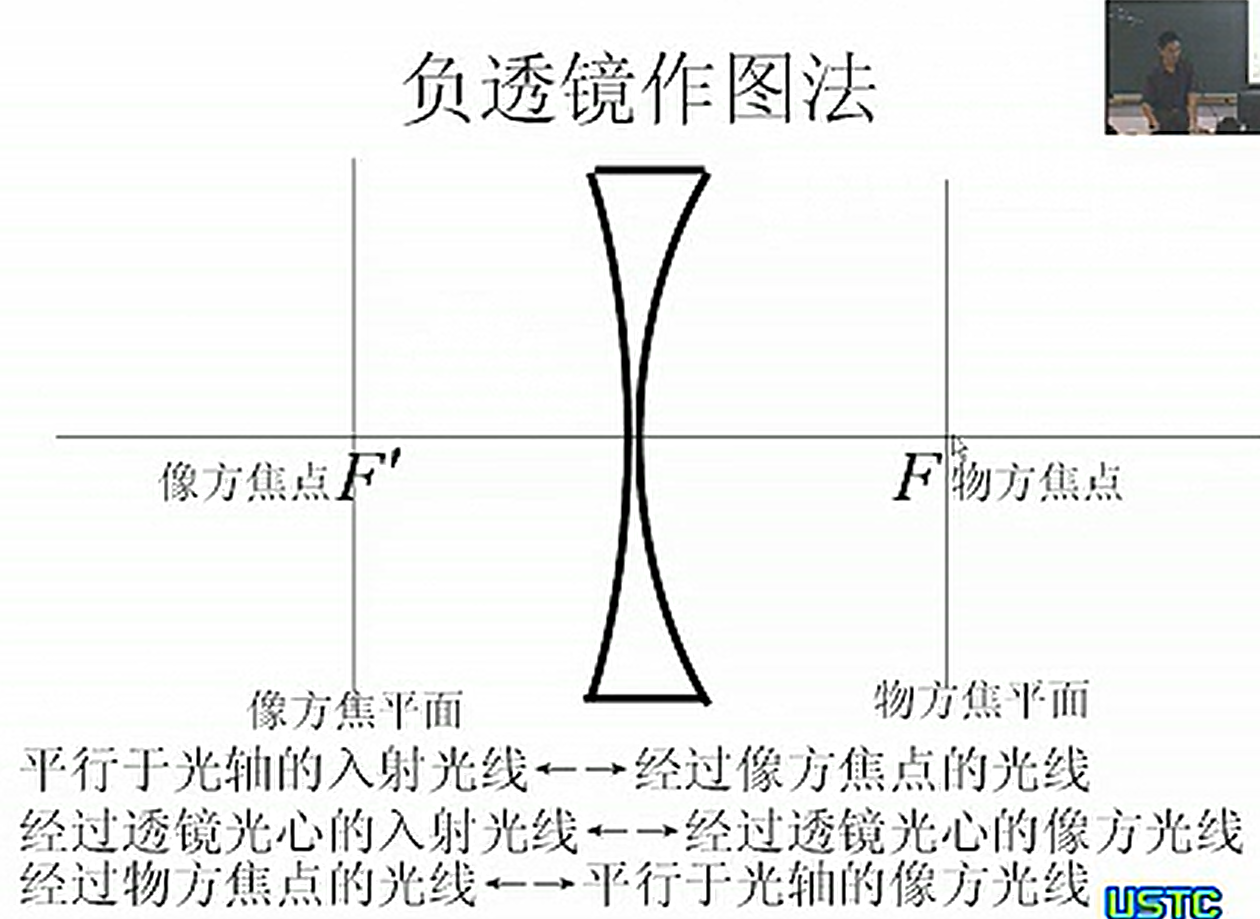 负透镜作图法
像方焦点F'
F物方焦点
像方焦平面
物方焦平面
平行于光轴的入射光线←→经过像方焦点的光线
经过透镜光心的入射光线←→经过透镜光心的像方光线
经过物方焦点的光线←→平行于光轴的像方光线
USTC